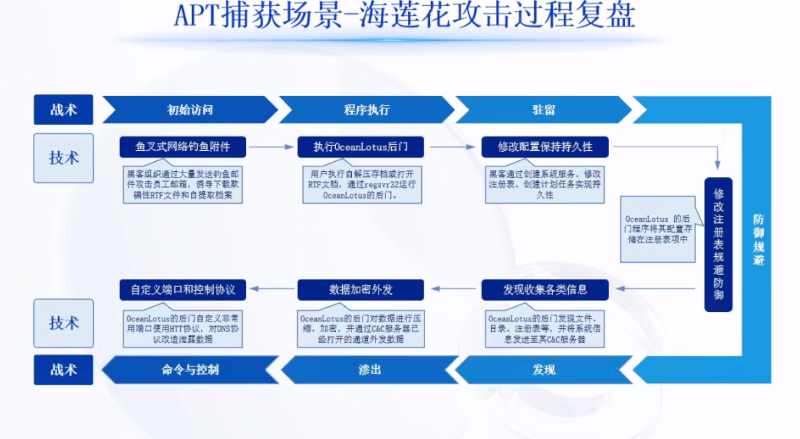 APT捕获场景-海莲花攻击过程复盘
战术
初始访问
程序执行
驻留
技术
鱼叉式网络钓鱼附件
执行OceanLotus后门
修改配置保持持久性
黑客组织通过大量发送钓鱼邮
件攻击员工邮箱，诱导下载欺
骗性RTF文件和自提取档案
用户执行自解压存档或打开
RTF文档，通过regsvr32运行
OceanLotus的后门。
黑客通过创建系统服务、修改
注册表、创建计划任务实现持
久性
OceanLotus 的后
门程序将其配置存
储在注册表项中
修改注册表规避防御
防御规避
自定义端口和控制协议
数据加密外发
发现收集各类信息
技术
OceanLotus的后门自定义非常
用端口使用HTT协议，对DNS协
议改造泄露数据
OceanLotus的后门对数据进行压
缩、加密，并通过C&C服务器已
经打开的通道外发数据
OceanLotus的后门发现文件、
目录、注册表等，并将系统信
息发送至其C&C服务器
战术
命令与控制
渗出
发现